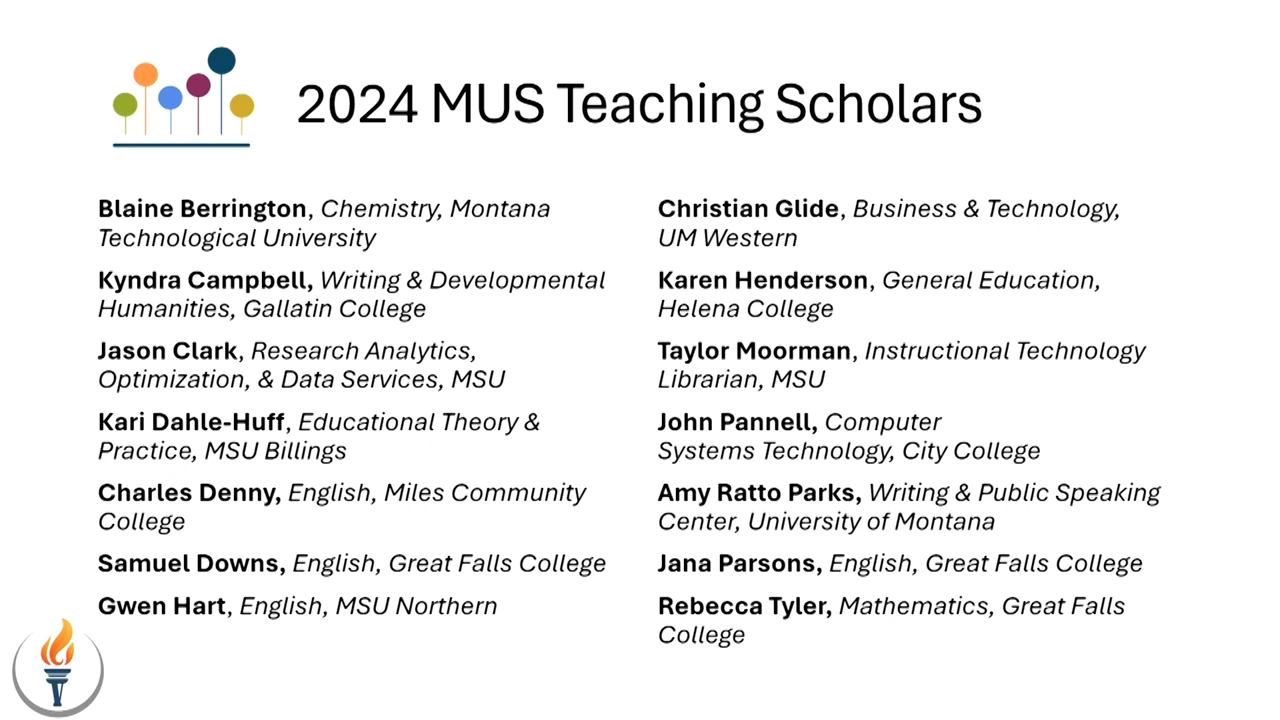 2024 MUS Teaching Scholars
Blaine Berrington, Chemistry, Montana
Technological University
Kyndra Campbell, Writing & Developmental
Humanities, Gallatin College
Jason Clark, Research Analytics,
Optimization, & Data Services, MSU
Kari Dahle-Huff, Educational Theory &
Practice, MSU Billings
Charles Denny, English, Miles Community
College
Samuel Downs, English, Great Falls College
Gwen Hart, English, MSU Northern
Christian Glide, Business & Technology,
UM Western
Karen Henderson, General Education,
Helena College
Taylor Moorman, Instructional Technology
Librarian, MSU
John Pannell, Computer
Systems Technology, City College
Amy Ratto Parks, Writing & Public Speaking
Center, University of Montana
Jana Parsons, English, Great Falls College
Rebecca Tyler, Mathematics, Great Falls
College